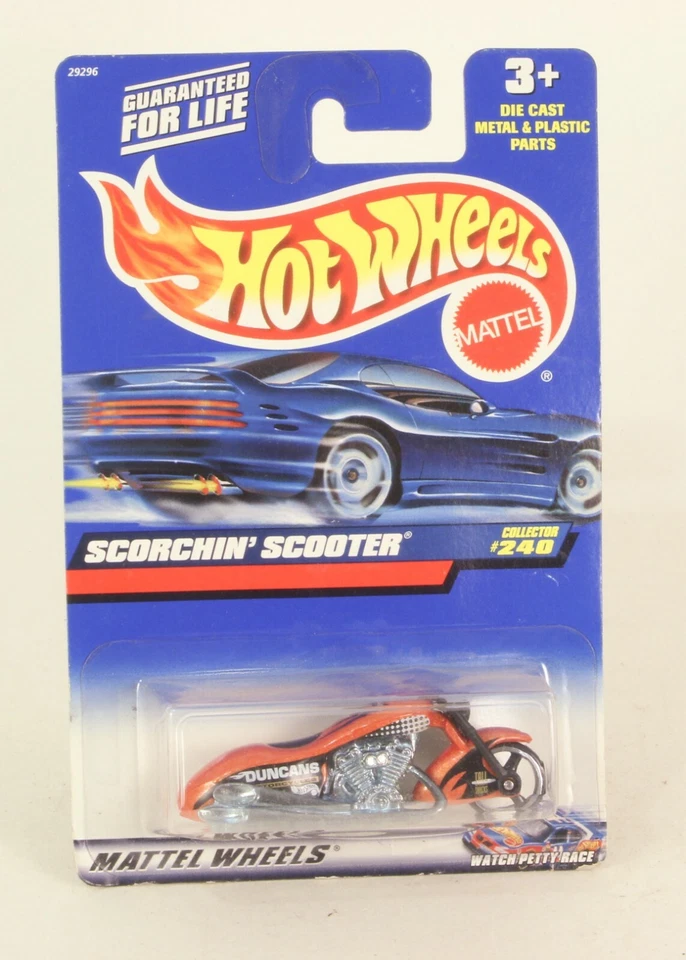 29296
GUARANTEED
FOR LIFE
3+
DIE CAST
METAL & PLASTIC
PARTS
HOT WHEELS
MATTEL
®
SCORCHIN' SCOOTER®
COLLECTOR
#240
DUNCANS
MATTEL WHEELS®
WATCH PETTY RACE